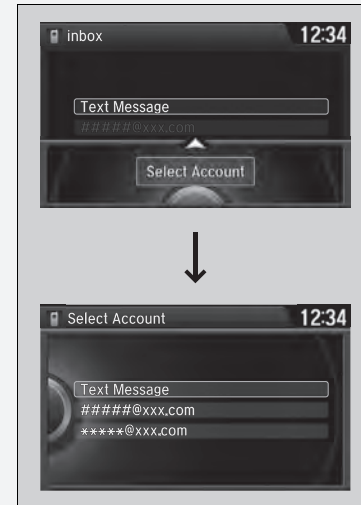 inbox 12:34
Text Message
#####@xxx.com
Select Account
Select Account 12:34
Text Message
#####@xxx.com
*****@xxx.com